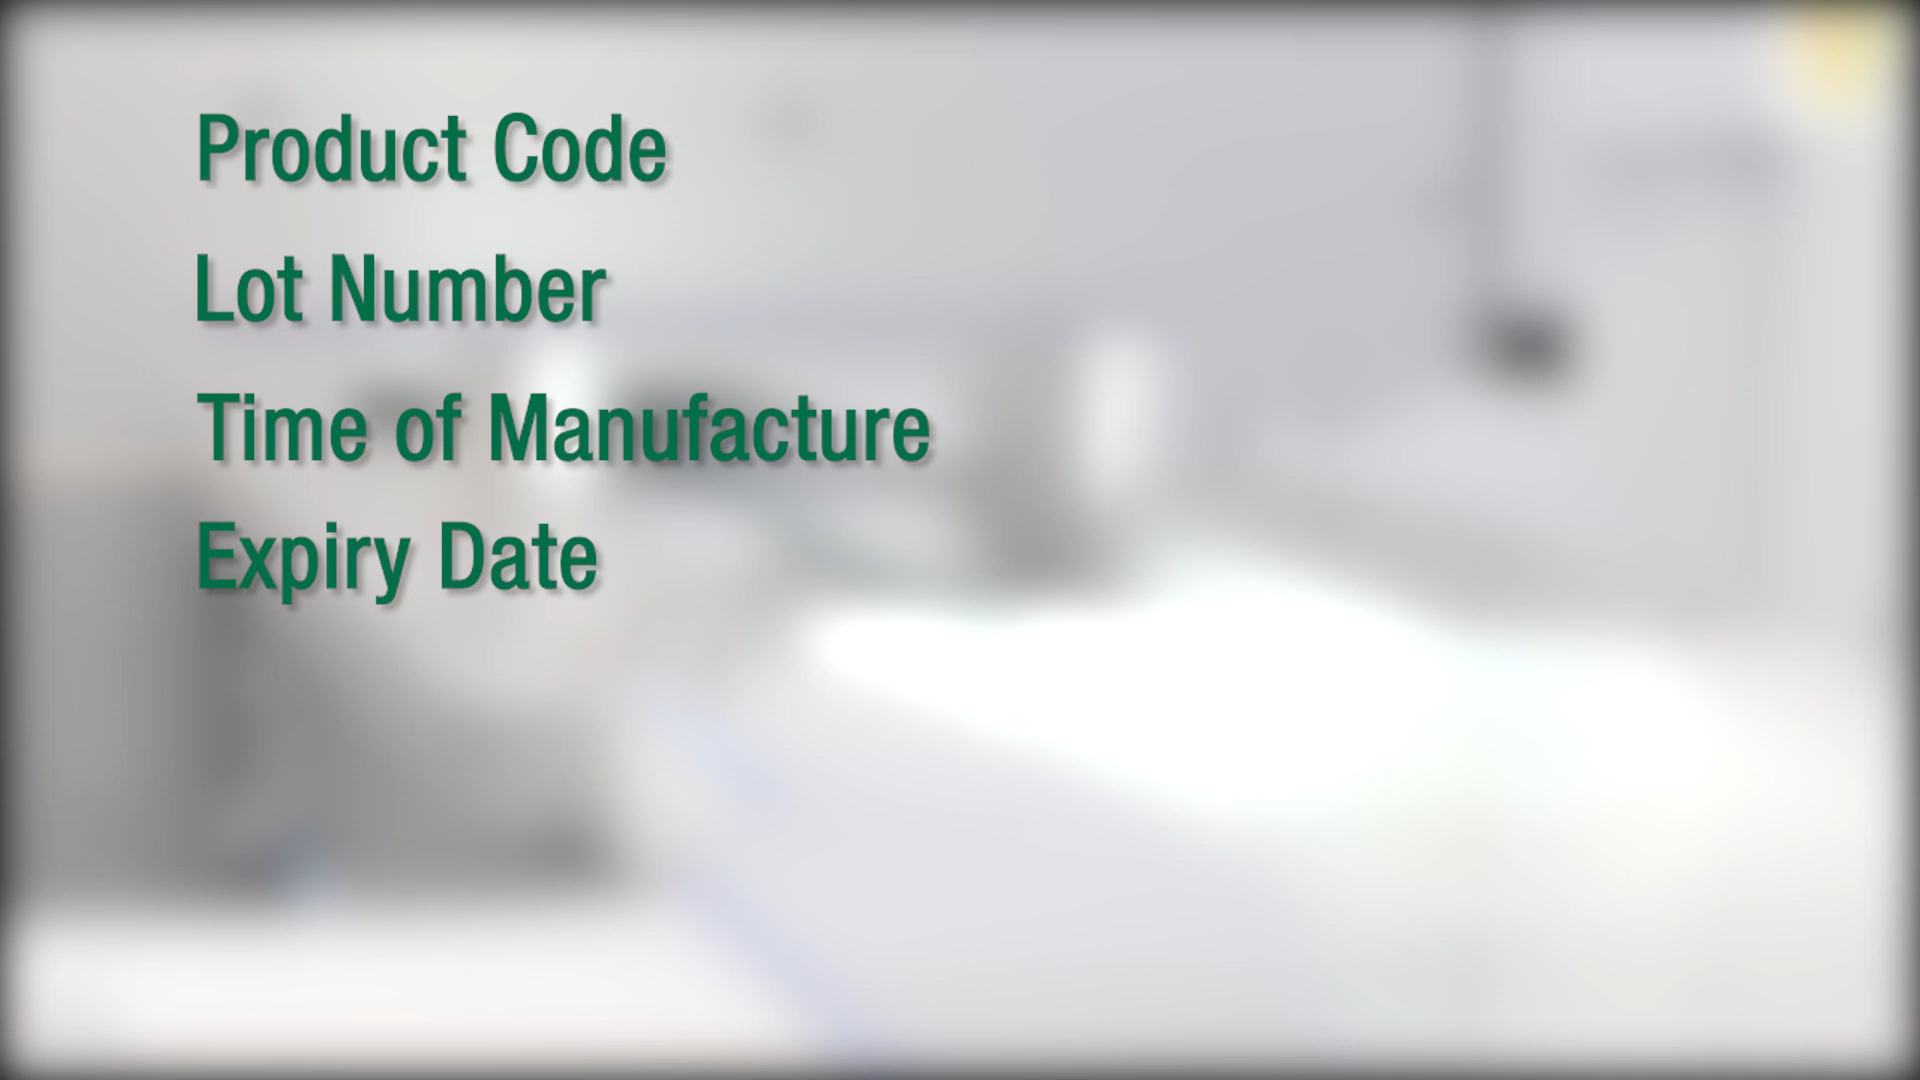 Product Code
Lot Number
Time of Manufacture
Expiry Date